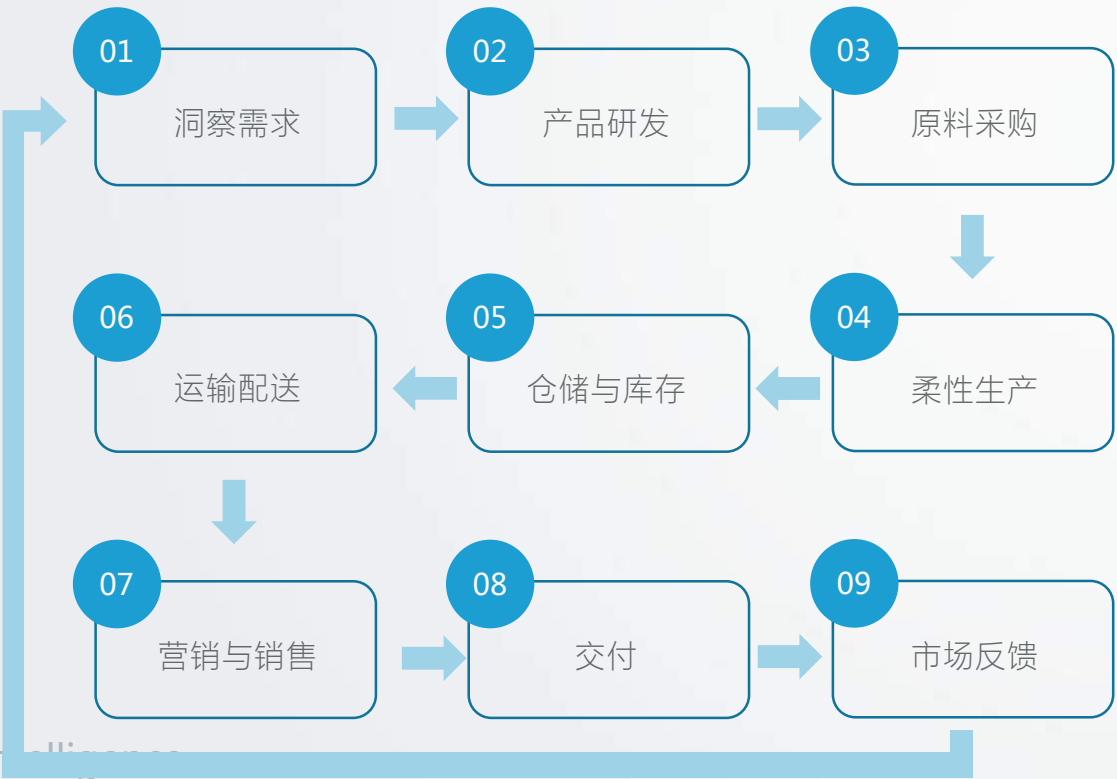 01
洞察需求
02
产品研发
03
原料采购
04
柔性生产
05
仓储与库存
06
运输配送
07
营销与销售
08
交付
09
市场反馈